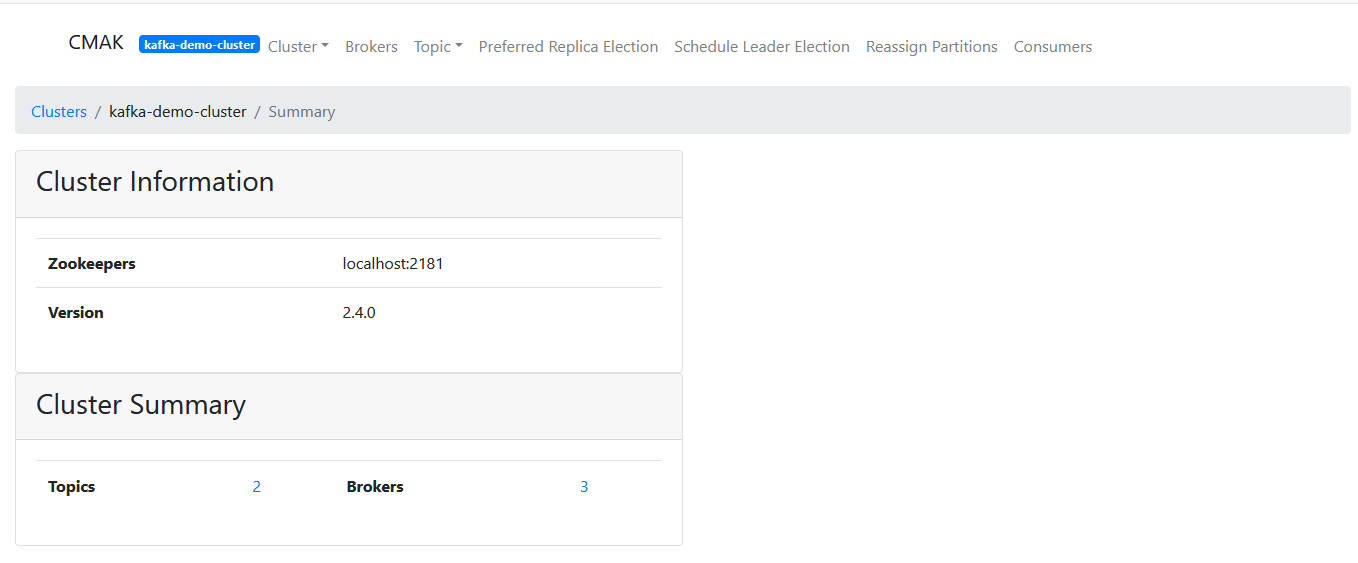 CMAK kafka-demo-cluster Cluster Brokers Topic Preferred Replica Election Schedule Leader Election Reassign Partitions Consumers
Clusters / kafka-demo-cluster / Summary
Cluster Information
Zookeepers localhost:2181
Version 2.4.0
Cluster Summary
Topics 2 Brokers 3